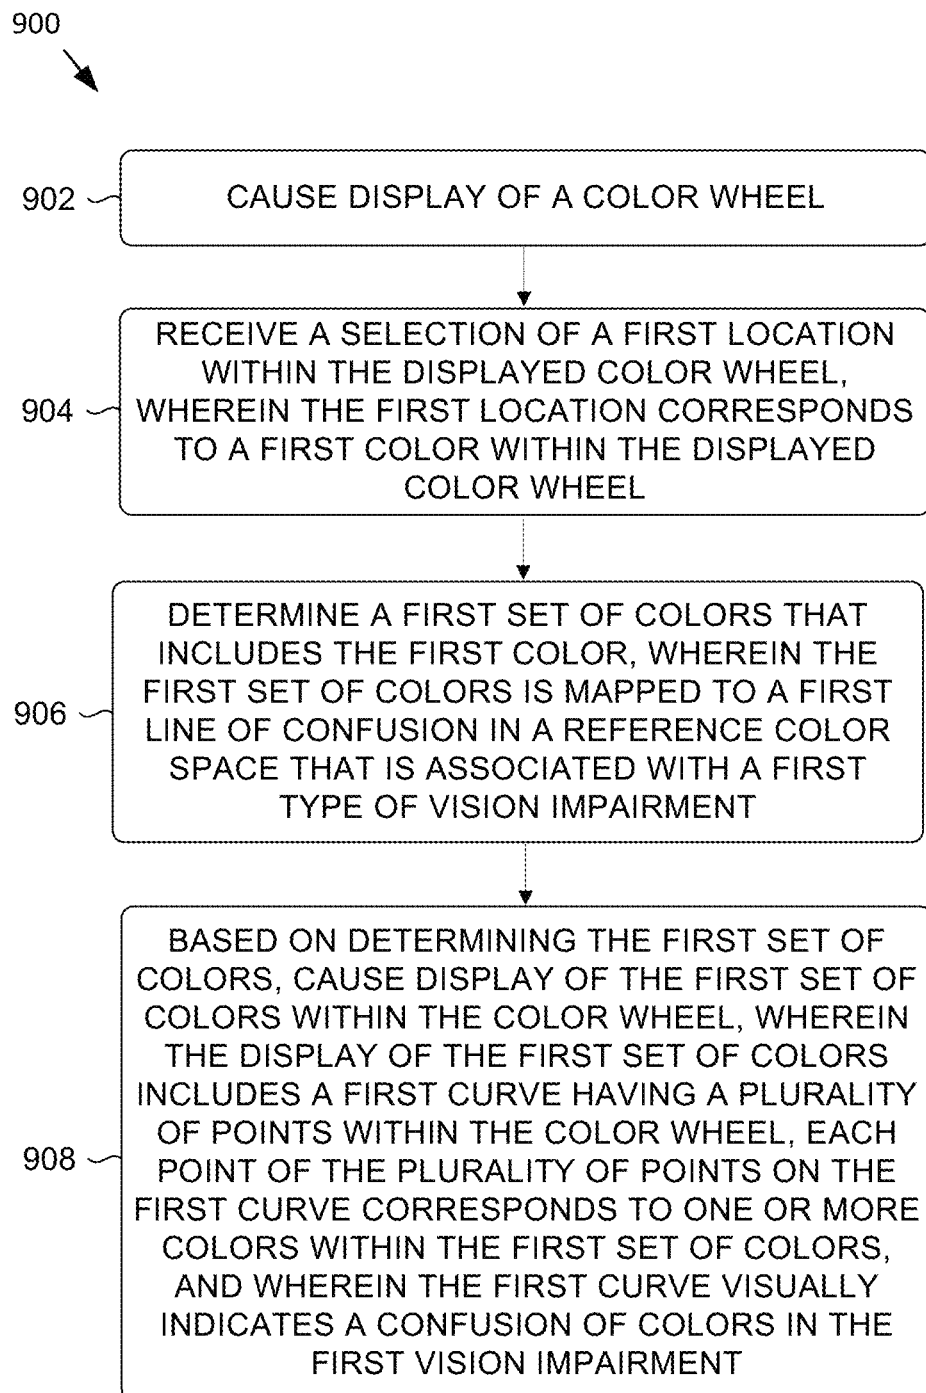 900
902
CAUSE DISPLAY OF A COLOR WHEEL
RECEIVE A SELECTION OF A FIRST LOCATION
WITHIN THE DISPLAYED COLOR WHEEL,
904
WHEREIN THE FIRST LOCATION CORRESPONDS
TO A FIRST COLOR WITHIN THE DISPLAYED
COLOR WHEEL
DETERMINE A FIRST SET OF COLORS THAT
INCLUDES THE FIRST COLOR, WHEREIN THE
FIRST SET OF COLORS IS MAPPED TO A FIRST
906
LINE OF CONFUSION IN A REFERENCE COLOR
SPACE THAT IS ASSOCIATED WITH A FIRST
TYPE OF VISION IMPAIRMENT
BASED ON DETERMINING THE FIRST SET OF
COLORS, CAUSE DISPLAY OF THE FIRST SET OF
COLORS WITHIN THE COLOR WHEEL, WHEREIN
THE DISPLAY OF THE FIRST SET OF COLORS
INCLUDES A FIRST CURVE HAVING A PLURALITY
OF POINTS WITHIN THE COLOR WHEEL, EACH
908
POINT OF THE PLURALITY OF POINTS ON THE
FIRST CURVE CORRESPONDS TO ONE OR MORE
COLORS WITHIN THE FIRST SET OF COLORS,
AND WHEREIN THE FIRST CURVE VISUALLY
INDICATES A CONFUSION OF COLORS IN THE
FIRST VISION IMPAIRMENT